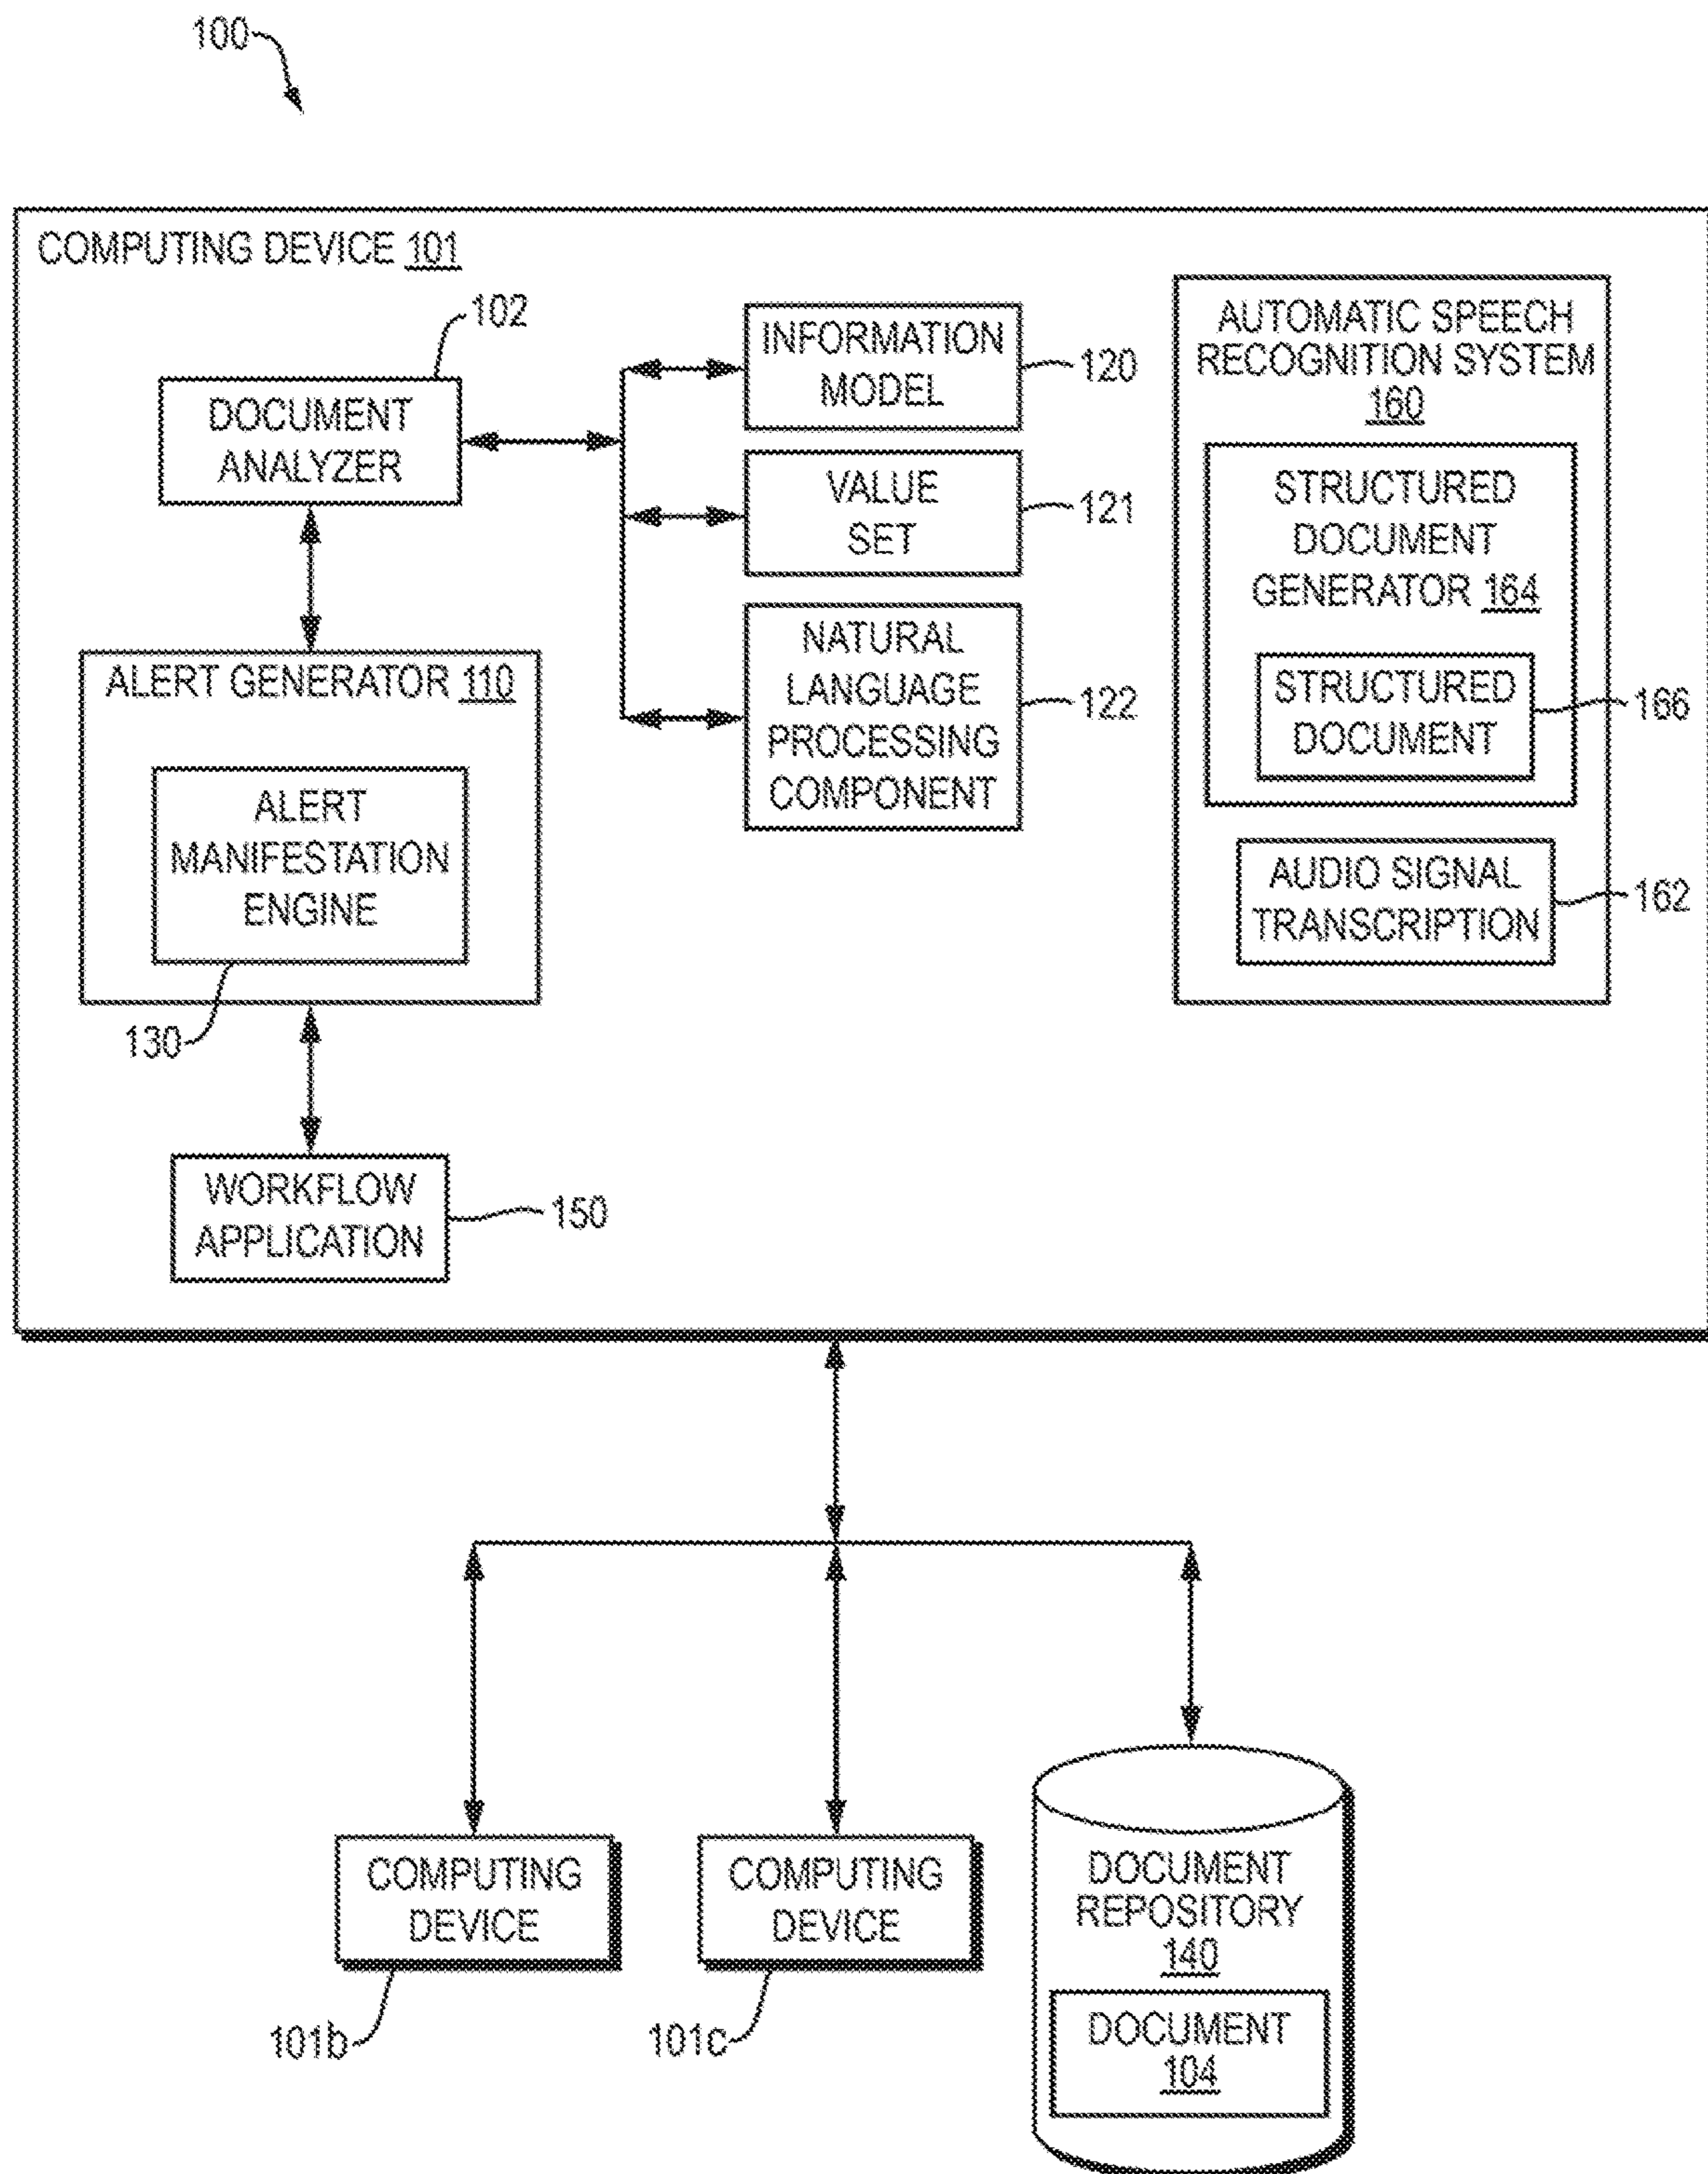 100
COMPUTING DEVICE 101
102
DOCUMENT
ANALYZER
INFORMATION
MODEL
120
VALUE
SET
121
NATURAL
LANGUAGE
PROCESSING
COMPONENT
122
ALERT GENERATOR 110
ALERT
MANIFESTATION
ENGINE
130
WORKFLOW
APPLICATION
150
AUTOMATIC SPEECH
RECOGNITION SYSTEM
160
STRUCTURED
DOCUMENT
GENERATOR 164
STRUCTURED
DOCUMENT
166
AUDIO SIGNAL
TRANSCRIPTION
162
COMPUTING
DEVICE
101b
COMPUTING
DEVICE
101c
DOCUMENT
REPOSITORY
140
DOCUMENT
104